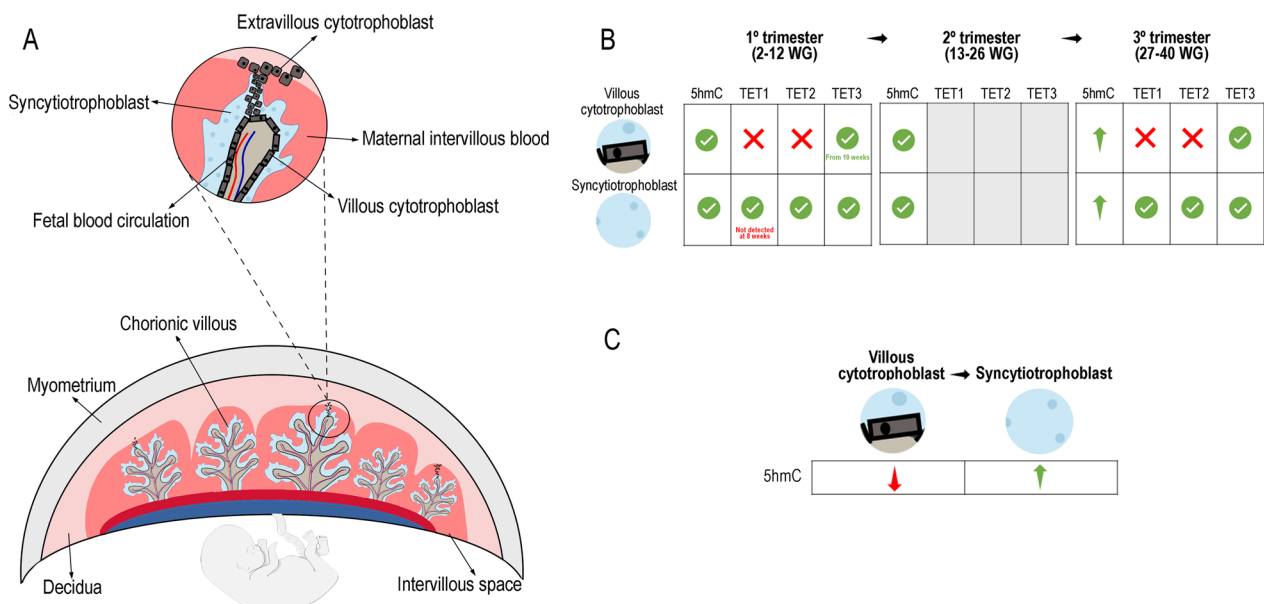 A
Extravillous cytotrophoblast
Syncytiotrophoblast
Maternal intervillous blood
Fetal blood circulation
Villous cytotrophoblast
Chorionic villous
Myometrium
Decidua
Intervillous space
B
1º trimester
(2-12 WG)
2º trimester
(13-26 WG)
3º trimester
(27-40 WG)
Villous
cytotrophoblast
5hmC TET1 TET2 TET3
5hmC TET1 TET2 TET3
5hmC TET1 TET2 TET3
From 10 weeks
Syncytiotrophoblast
Not detected
at 8 weeks
C
Villous
cytotrophoblast
Syncytiotrophoblast
5hmC